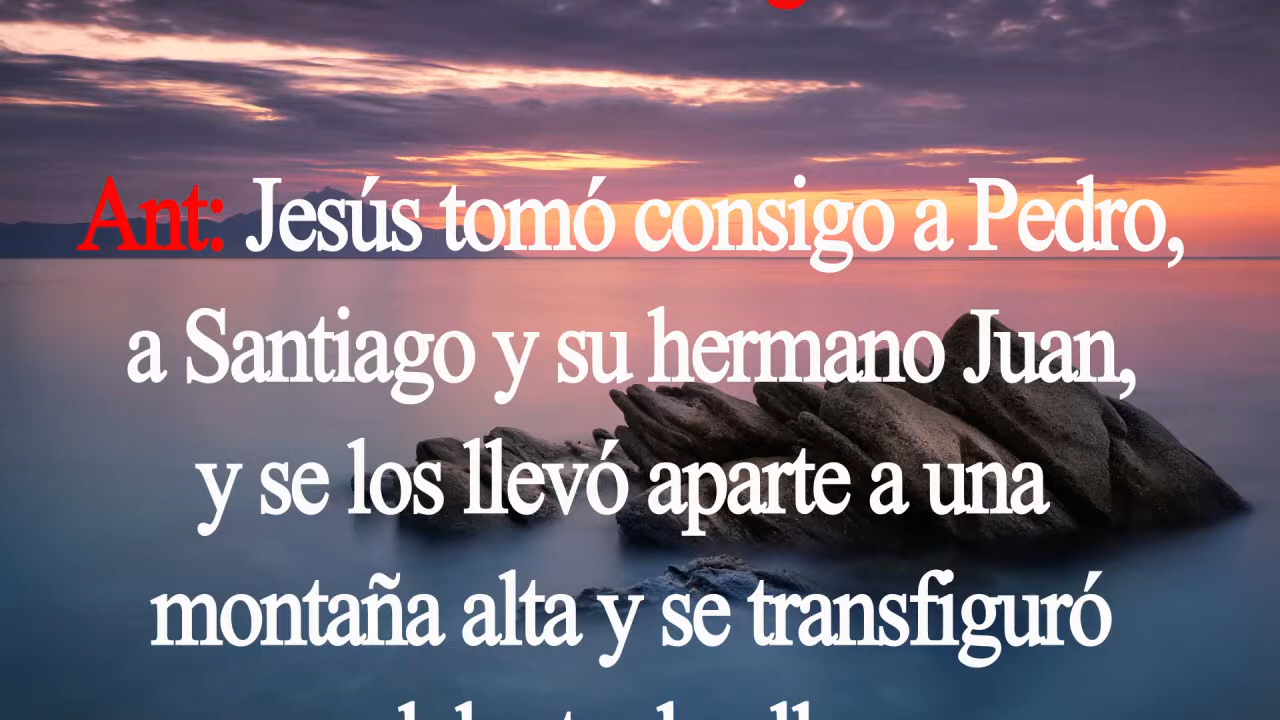 Ant: Jesús tomó consigo a Pedro,
a Santiago y su hermano Juan,
y se los llevó aparte a una
montaña alta y se transfiguró